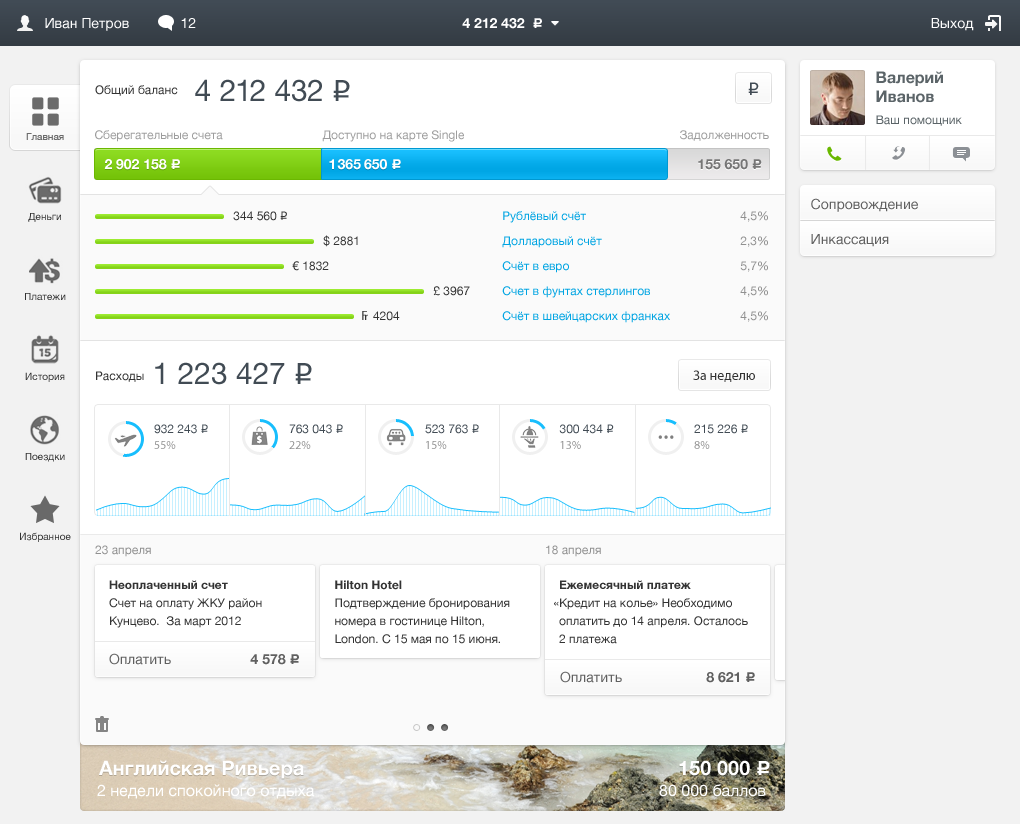 Иван Петров
12
4 212 432 ₽
Выход
Главная
Деньги
Платежи
15
История
Поездки
Избранное
Общий баланс 4 212 432 ₽
₽
Сберегательные счета Доступно на карте Single Задолженность
2 902 158 ₽ 1 365 650 ₽ 155 650 ₽
344 560 ₽ Рублёвый счёт 4,5%
$ 2881 Долларовый счёт 2,3%
€ 1832 Счёт в евро 5,7%
£ 3967 Счет в фунтах стерлингов 4,5%
₣ 4204 Счёт в швейцарских франках 4,5%
Расходы 1 223 427 ₽
За неделю
932 243 ₽
55%
763 043 ₽
22%
523 763 ₽
15%
300 434 ₽
13%
215 226 ₽
8%
23 апреля
Неоплаченный счет
Счет на оплату ЖКУ район
Кунцево. За март 2012
Оплатить 4 578 ₽
Hilton Hotel
Подтверждение бронирования
номера в гостинице Hilton,
London. С 15 мая по 15 июня.
18 апреля
Ежемесячный платеж
«Кредит на колье» Необходимо
оплатить до 14 апреля. Осталось
2 платежа
Оплатить 8 621 ₽
Английская Ривьера 150 000 ₽
2 недели спокойного отдыха 80 000 баллов
Валерий
Иванов
Ваш помощник
Сопровождение
Инкассация